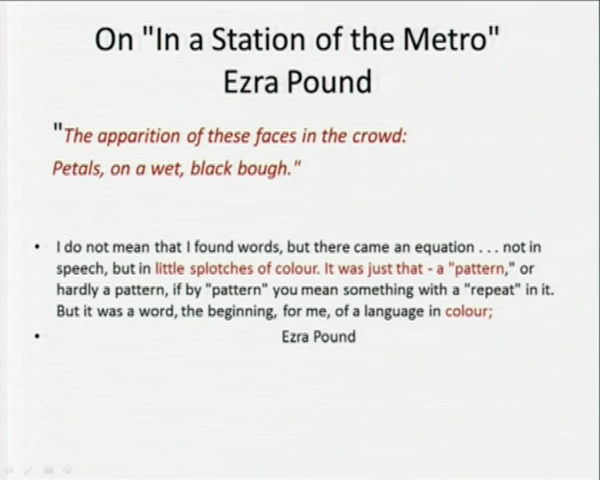 On "In a Station of the Metro"
Ezra Pound
"The apparition of these faces in the crowd:
Petals, on a wet, black bough."
• I do not mean that I found words, but there came an equation . . . not in
speech, but in little splotches of colour. It was just that - a "pattern," or
hardly a pattern, if by "pattern" you mean something with a "repeat" in it.
But it was a word, the beginning, for me, of a language in colour;
• Ezra Pound